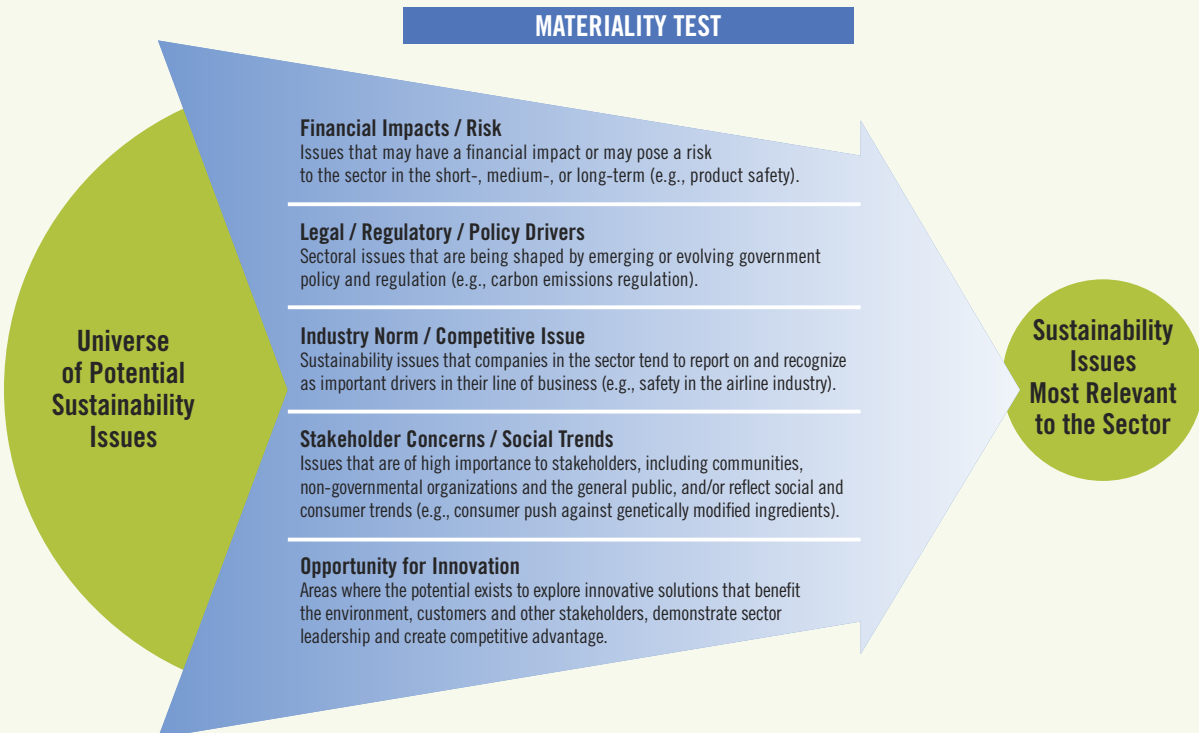 MATERIALITY TEST
Universe
of Potential
Sustainability
Issues
Financial Impacts / Risk
Issues that may have a financial impact or may pose a risk
to the sector in the short-, medium-, or long-term (e.g., product safety).
Legal / Regulatory / Policy Drivers
Sectoral issues that are being shaped by emerging or evolving government
policy and regulation (e.g., carbon emissions regulation).
Industry Norm / Competitive Issue
Sustainability issues that companies in the sector tend to report on and recognize
as important drivers in their line of business (e.g., safety in the airline industry).
Stakeholder Concerns / Social Trends
Issues that are of high importance to stakeholders, including communities,
non-governmental organizations and the general public, and/or reflect social and
consumer trends (e.g., consumer push against genetically modified ingredients).
Opportunity for Innovation
Areas where the potential exists to explore innovative solutions that benefit
the environment, customers and other stakeholders, demonstrate sector
leadership and create competitive advantage.
Sustainability
Issues
Most Relevant
to the Sector